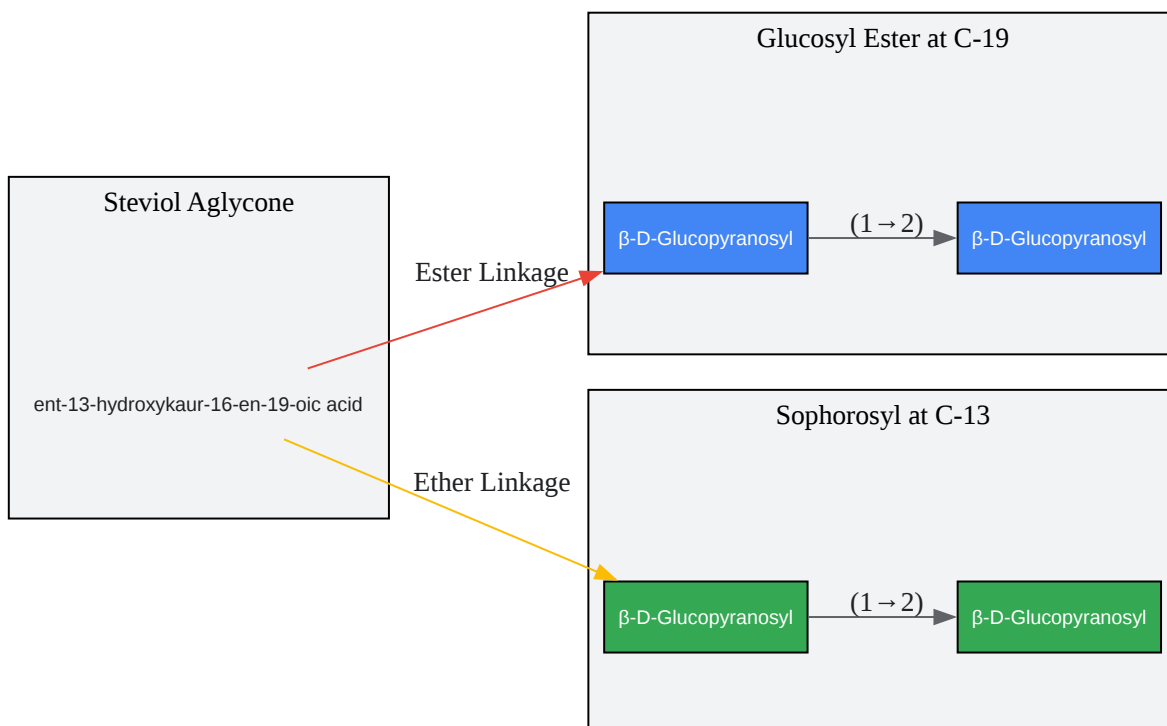 Glucosyl Ester at C-19
Steviol Aglycone
β-D-Glucopyranosyl
(1→2)
β-D-Glucopyranosyl
Ester Linkage
ent-13-hydroxykaur-16-en-19-oic acid
Sophorosyl at C-13
Ether Linkage
β-D-Glucopyranosyl
(1→2)
β-D-Glucopyranosyl